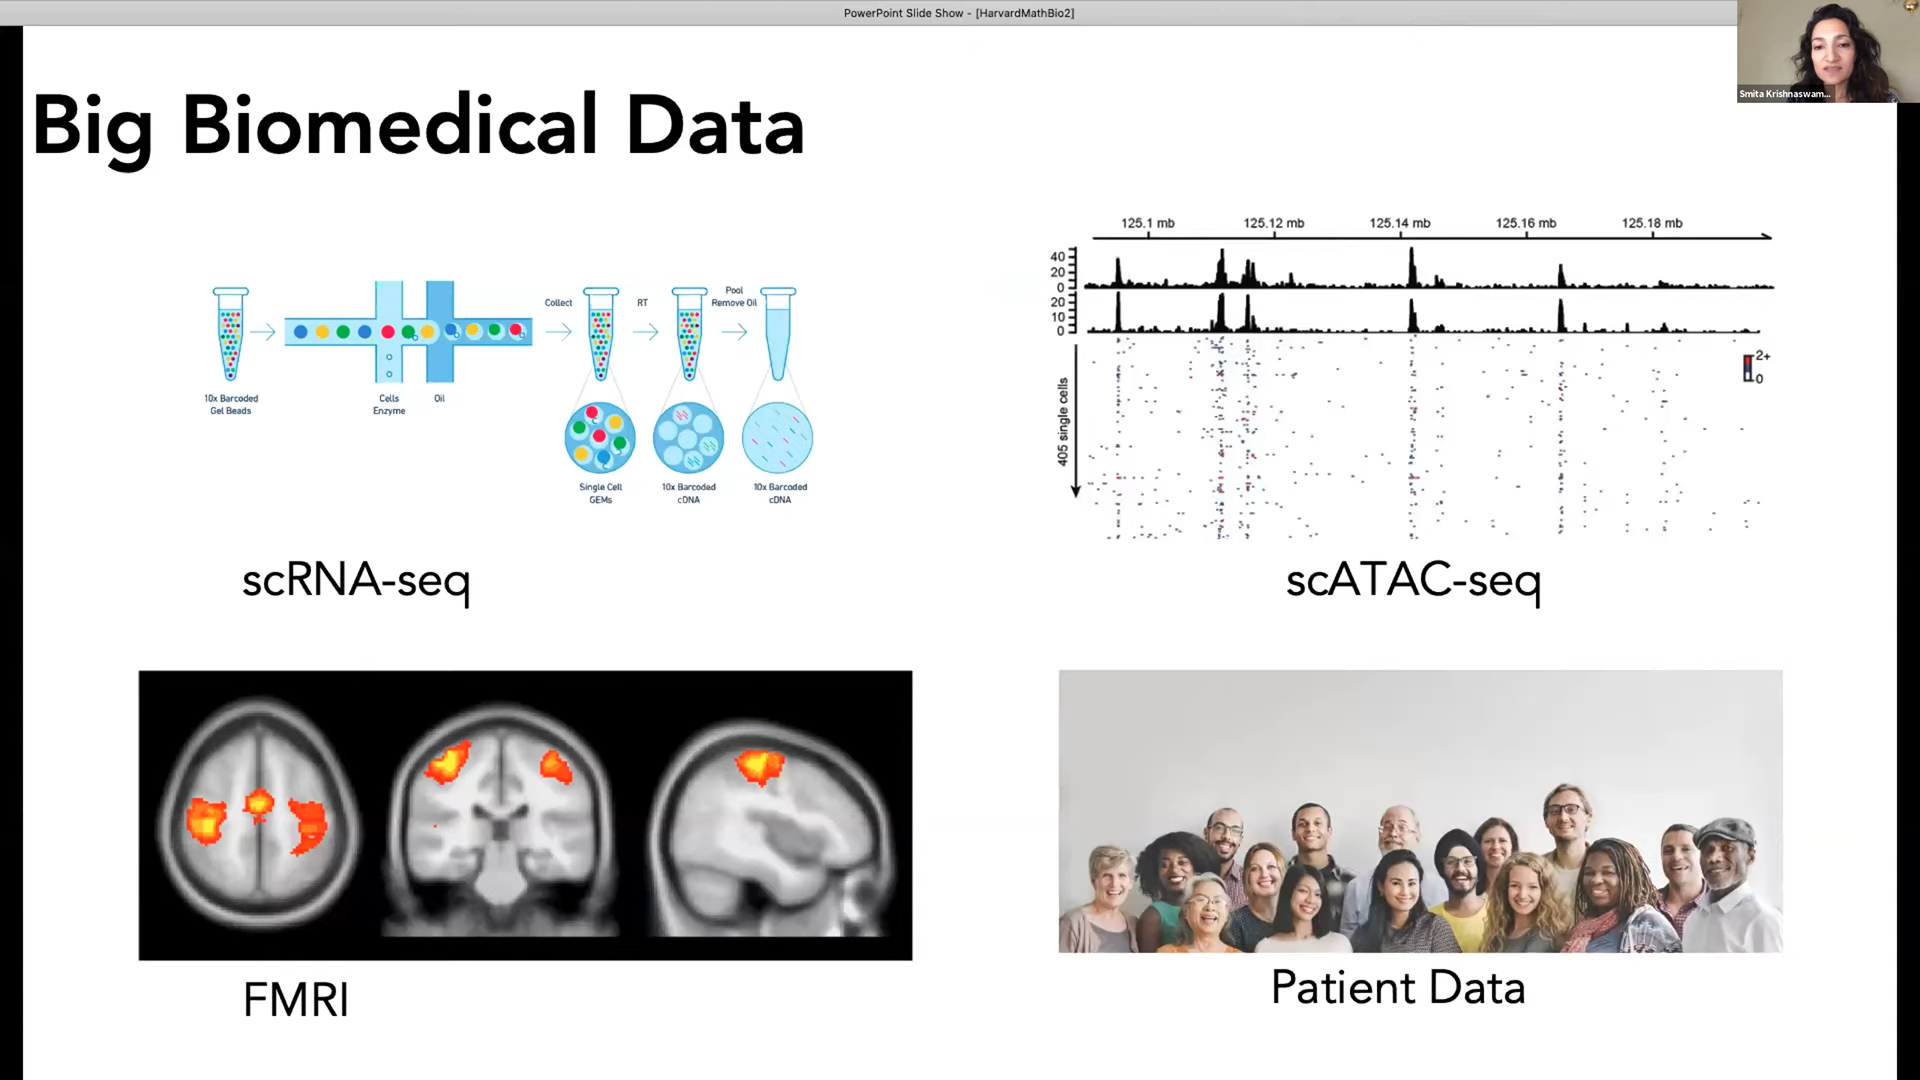 PowerPoint Slide Show - [HarvardMathBio2]
Smita Krishnaswam...
Big Biomedical Data
10x Barcoded
Gel Beads
Cells
Enzyme
Oil
Collect
RT
Pool
Remove Oil
Single Cell
GEMs
10x Barcoded
cDNA
10x Barcoded
cDNA
scRNA-seq
125.1 mb 125.12 mb 125.14 mb 125.16 mb 125.18 mb
40
20
0
20
10
0
405 single cells
2+
0
scATAC-seq
FMRI
Patient Data